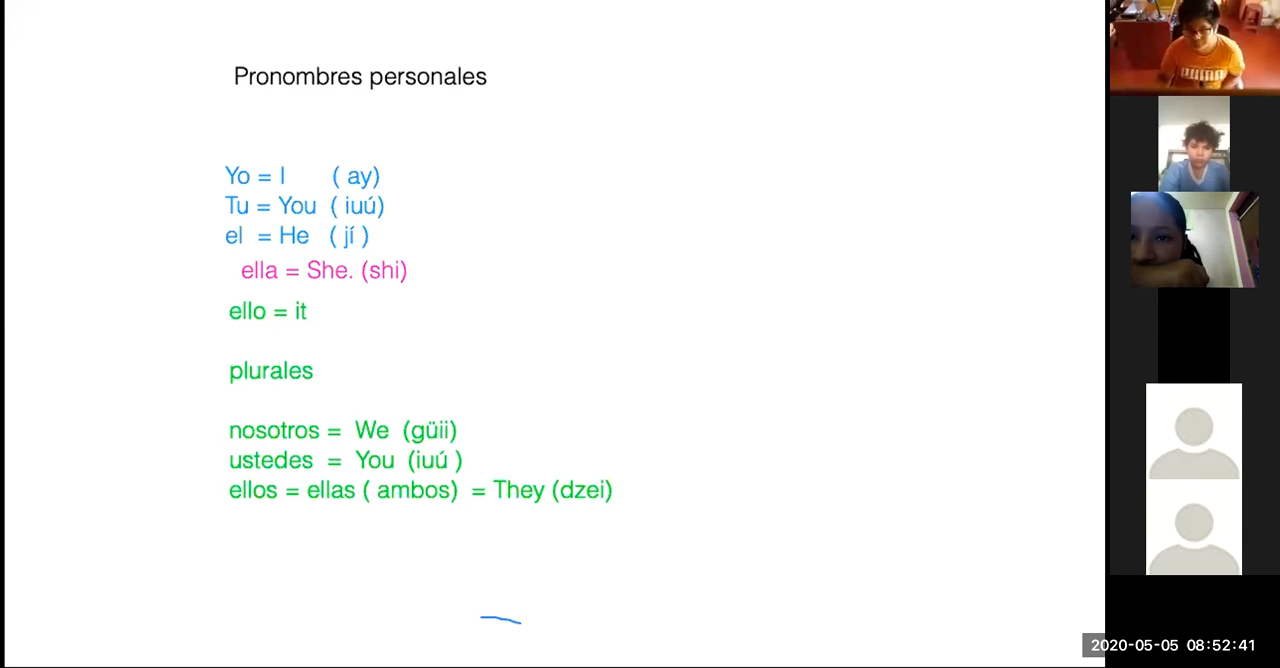 Pronombres personales
Yo = I ( ay)
Tu = You ( iuú)
el = He ( jí )
ella = She. (shi)
ello = it
plurales
nosotros = We (güii)
ustedes = You (iuú )
ellos = ellas ( ambos) = They (dzei)
PUMA
2020-05-05 08:52:41